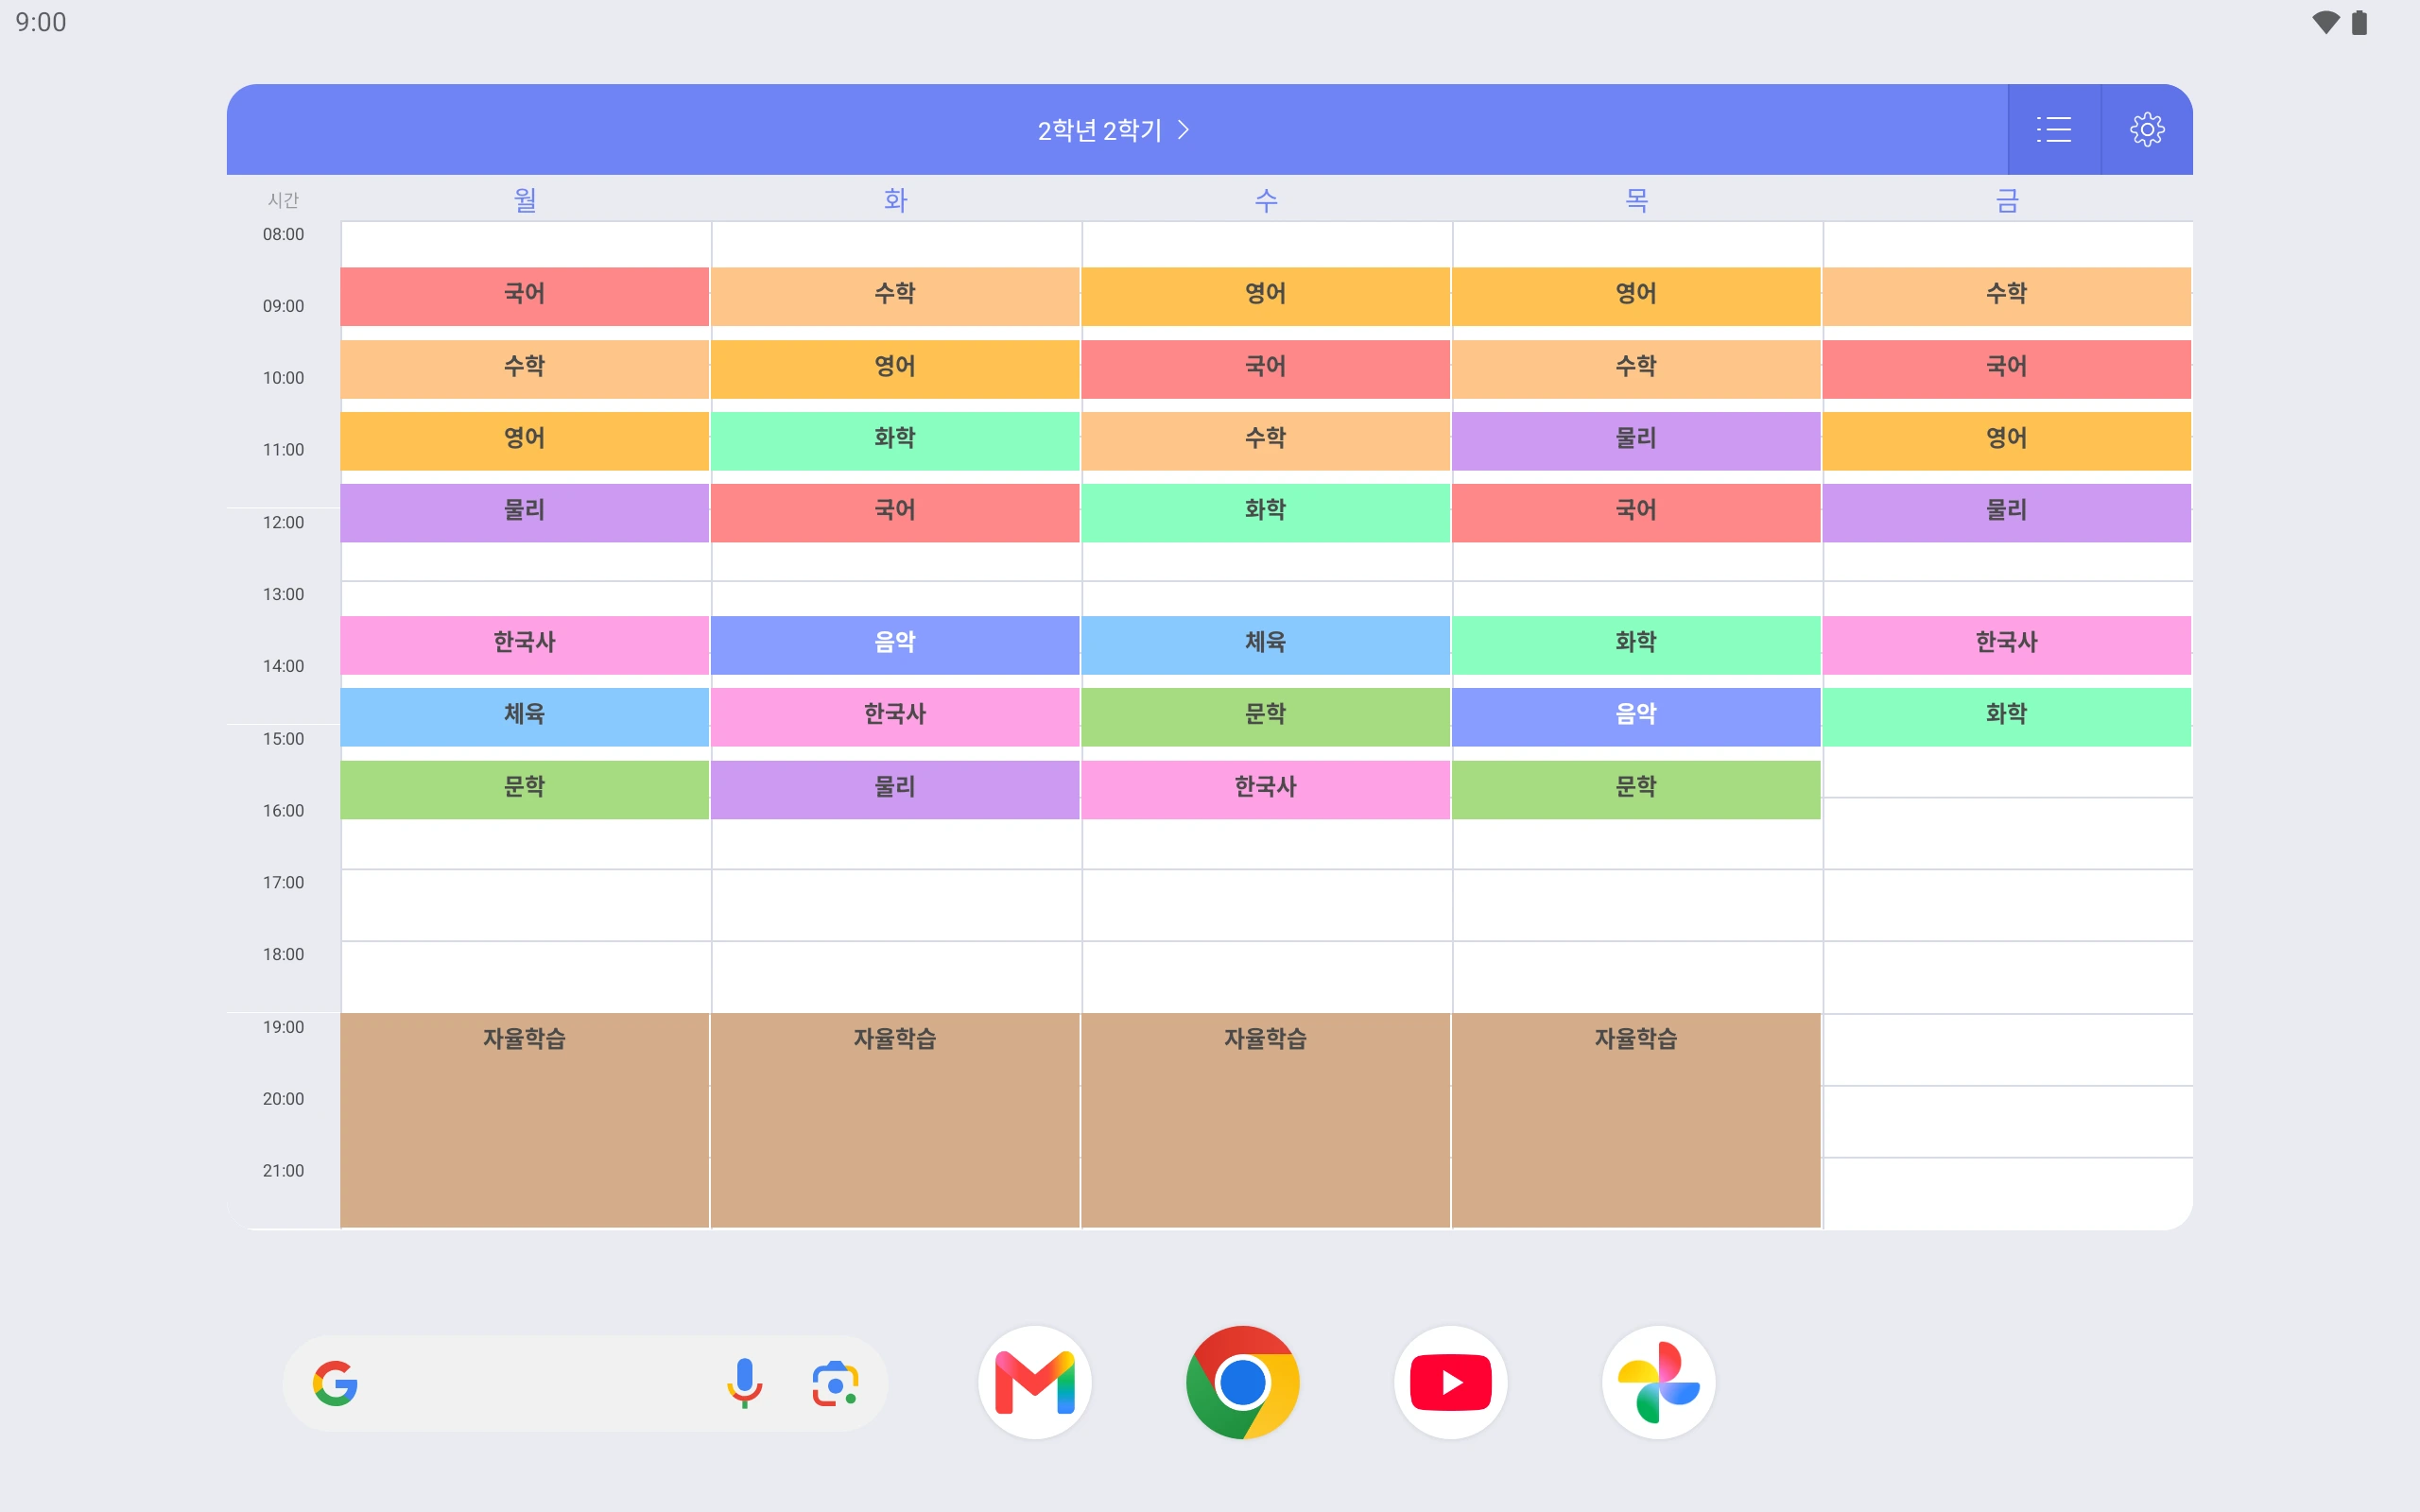 9:00
2학년 2학기
시간 월 화 수 목 금
08:00
국어 수학 영어 영어 수학
09:00
수학 영어 국어 수학 국어
10:00
영어 화학 수학 물리 영어
11:00
물리 국어 화학 국어 물리
12:00
13:00
한국사 음악 체육 화학 한국사
14:00
체육 한국사 문학 음악 화학
15:00
문학 물리 한국사 문학
16:00
17:00
18:00
19:00
자율학습 자율학습 자율학습 자율학습
20:00
21:00